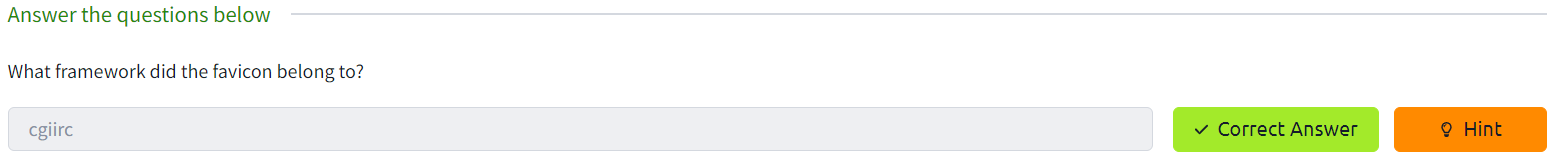 Answer the questions below
What framework did the favicon belong to?
cgiirc
Correct Answer
Hint